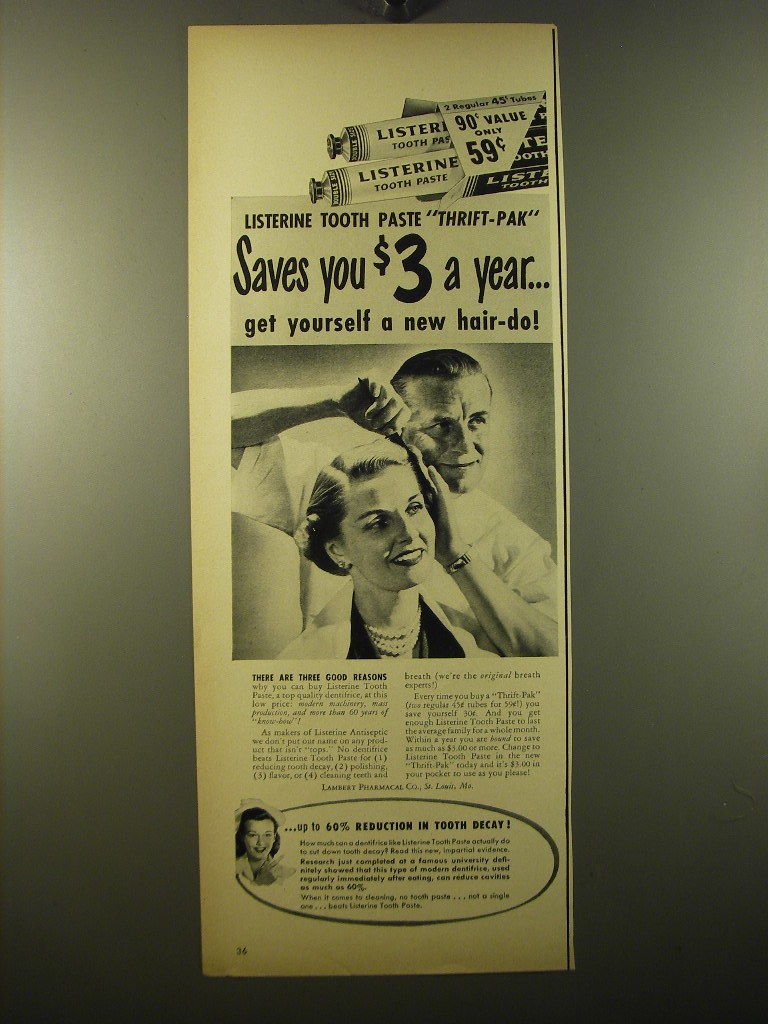 2 Regular 45¢ Tubes
90¢ VALUE
ONLY
59¢
LISTERI
TOOTH PAS
LISTERINE
TOOTH PASTE
LISTE
TOOTH
LISTERINE TOOTH PASTE "THRIFT-PAK"
Saves you $3 a year...
get yourself a new hair-do!
THERE ARE THREE GOOD REASONS
why you can buy Listerine Tooth
Paste, a top quality dentifrice, at this
low price: modern machinery, mass
production, and more than 60 years of
"know-how"!
As makers of Listerine Antiseptic
we don't put our name on any prod-
uct that isn't "tops." No dentifrice
beats Listerine Tooth Paste for (1)
reducing tooth decay, (2) polishing,
(3) flavor, or (4) cleaning teeth and
breath (we're the original breath
experts!)
Every time you buy a "Thrift-Pak"
(two regular 45¢ tubes for 59¢!) you
save yourself 30¢. And you get
enough Listerine Tooth Paste to last
the average family for a whole month.
Within a year you are bound to save
as much as $3.00 or more. Change to
Listerine Tooth Paste in the new
"Thrift-Pak" today and it's $3.00 in
your pocket to use as you please!
LAMBERT PHARMACAL CO., St. Louis, Mo.
...up to 60% REDUCTION IN TOOTH DECAY!
How much can a dentifrice like Listerine Tooth Paste actually do
to cut down tooth decay? Read this new, impartial evidence.
Research just completed at a famous university defi-
nitely showed that this type of modern dentifrice, used
regularly immediately after eating, can reduce cavities
as much as 60%.
When it comes to cleaning, no tooth paste . . . not a single
one . . . beats Listerine Tooth Paste.
36